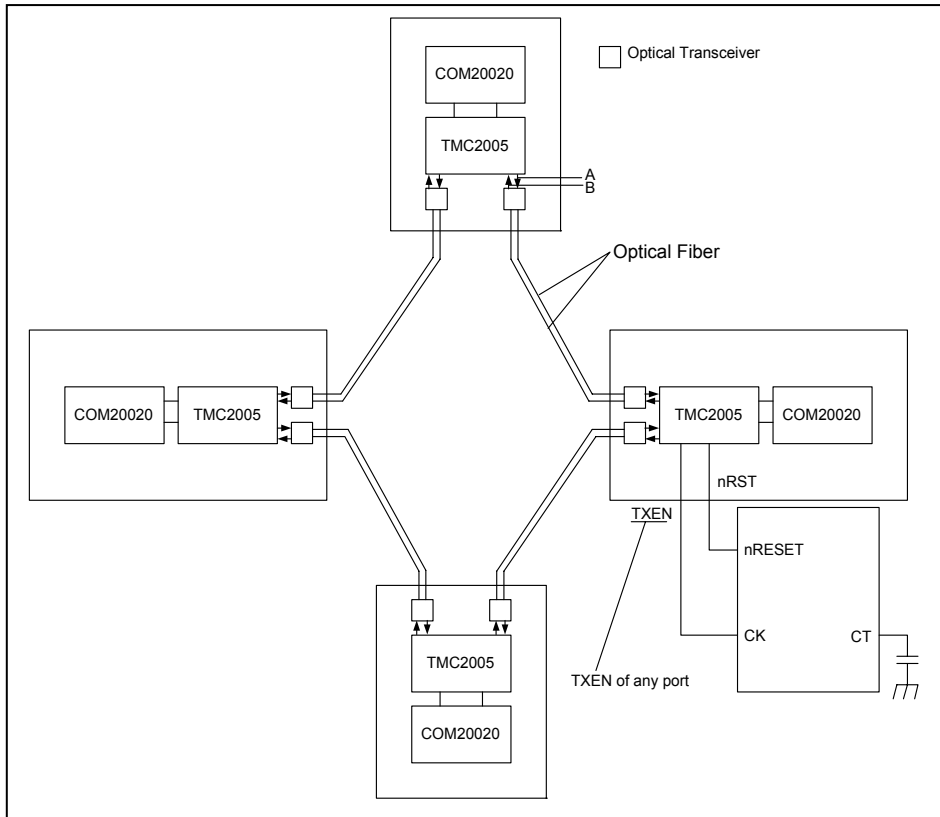 Optical Transceiver
COM20020
TMC2005
A
B
Optical Fiber
COM20020
TMC2005
TMC2005
COM20020
nRST
TXEN
nRESET
CK
CT
TMC2005
TXEN of any port
COM20020